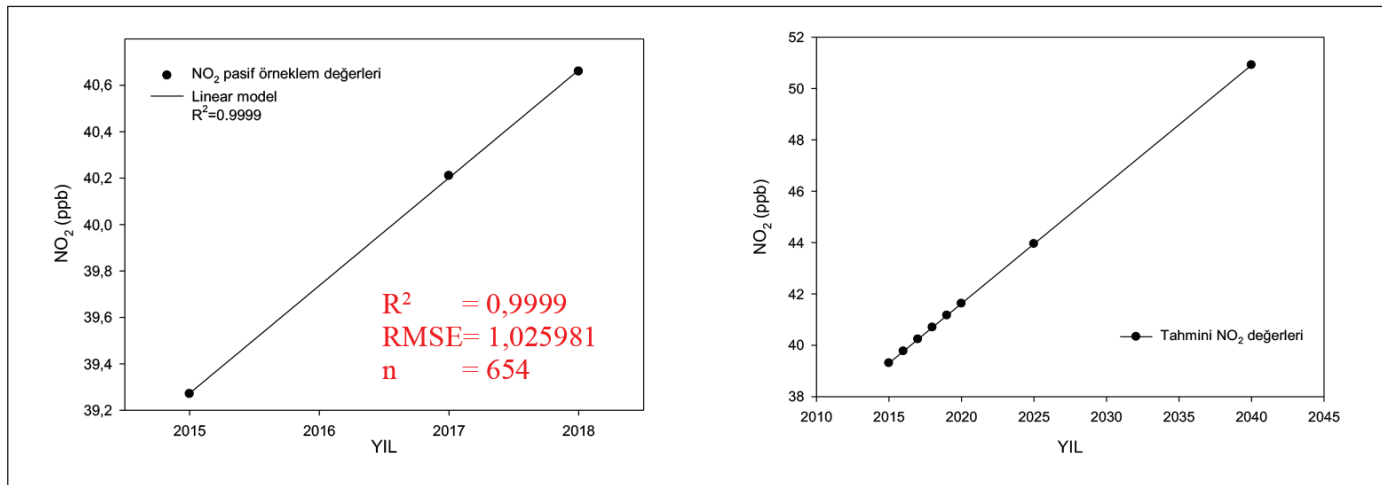 NO₂ pasif örneklem değerleri
Linear model
R²=0.9999
NO₂ (ppb)
40,6
40,4
40,2
40,0
39,8
39,6
39,4
39,2
R² = 0,9999
RMSE= 1,025981
n = 654
2015 2016 2017 2018
YIL
NO₂ (ppb)
52
50
48
46
44
42
40
38
Tahmini NO₂ değerleri
2010 2015 2020 2025 2030 2035 2040 2045
YIL